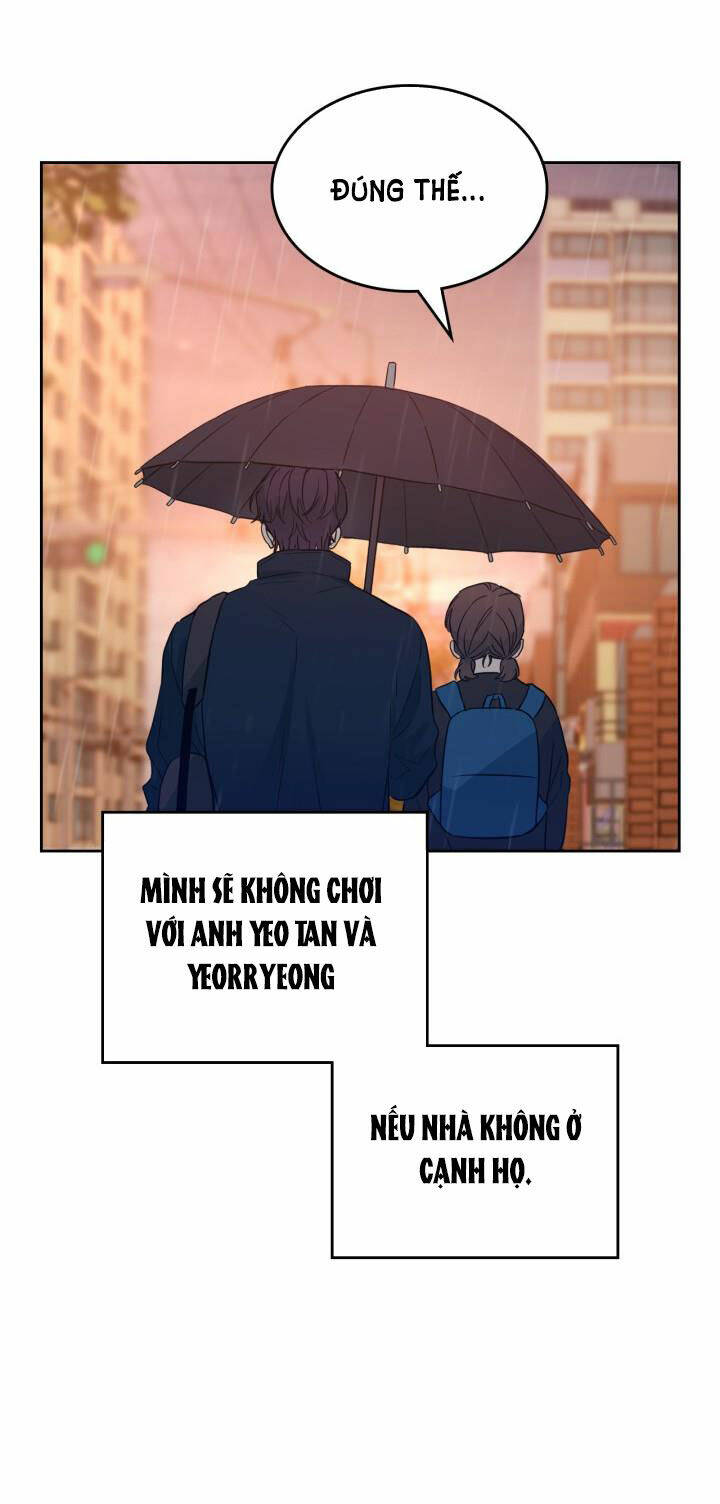 ĐÚNG THẾ...
MÌNH SẼ KHÔNG CHƠI
VỚI ANH YEO TAN VÀ
YEORRYEONG
NẾU NHÀ KHÔNG Ở
CẠNH HỌ.